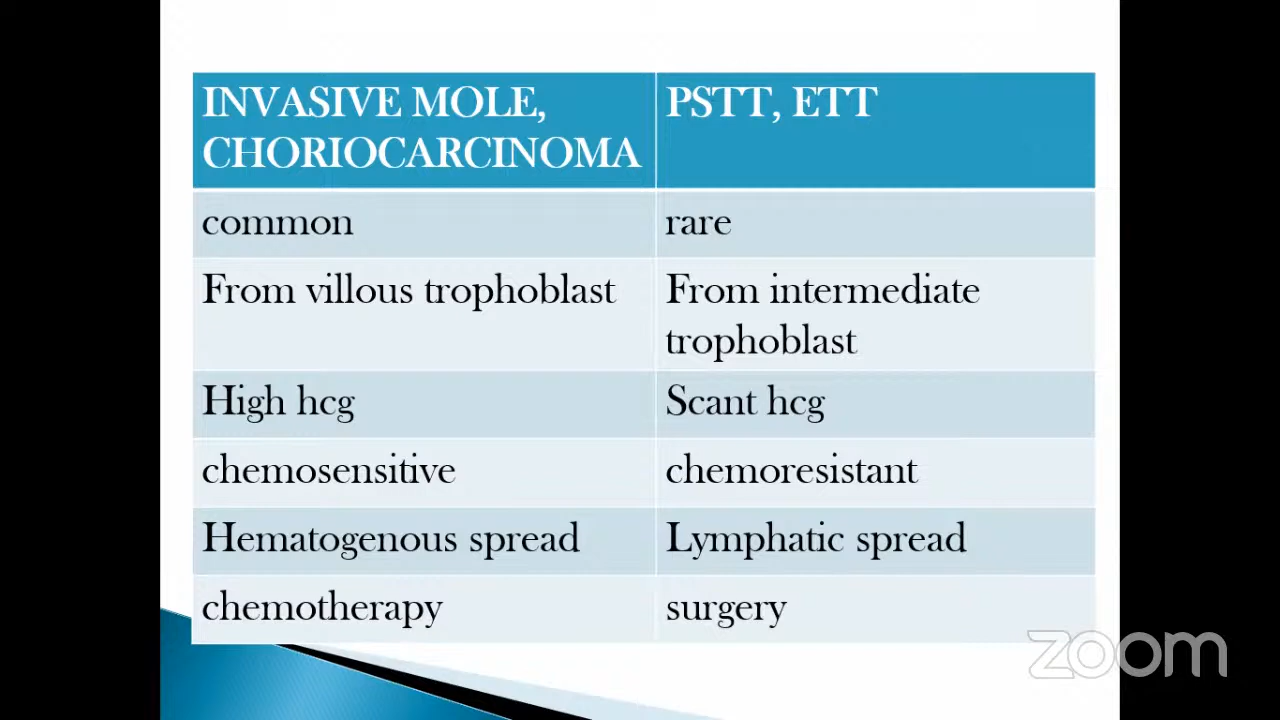 INVASIVE MOLE,
CHORIOCARCINOMA
PSTT, ETT
common
rare
From villous trophoblast
From intermediate
trophoblast
High hcg
Scant hcg
chemosensitive
chemoresistant
Hematogenous spread
Lymphatic spread
chemotherapy
surgery
zoom